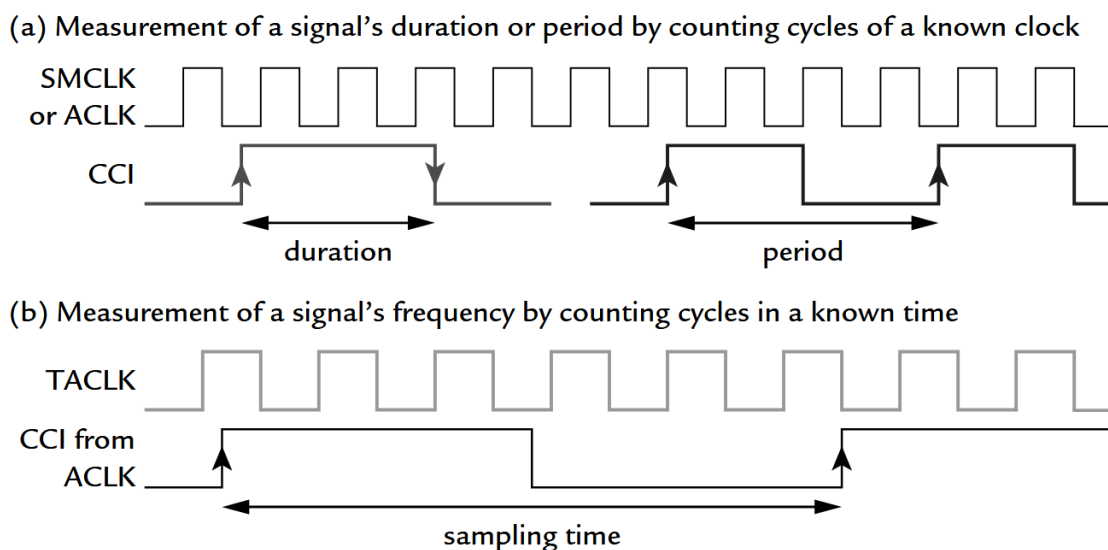 (a) Measurement of a signal’s duration or period by counting cycles of a known clock
SMCLK
or ACLK
CCI
duration
period
(b) Measurement of a signal’s frequency by counting cycles in a known time
TACLK
CCI from
ACLK
sampling time